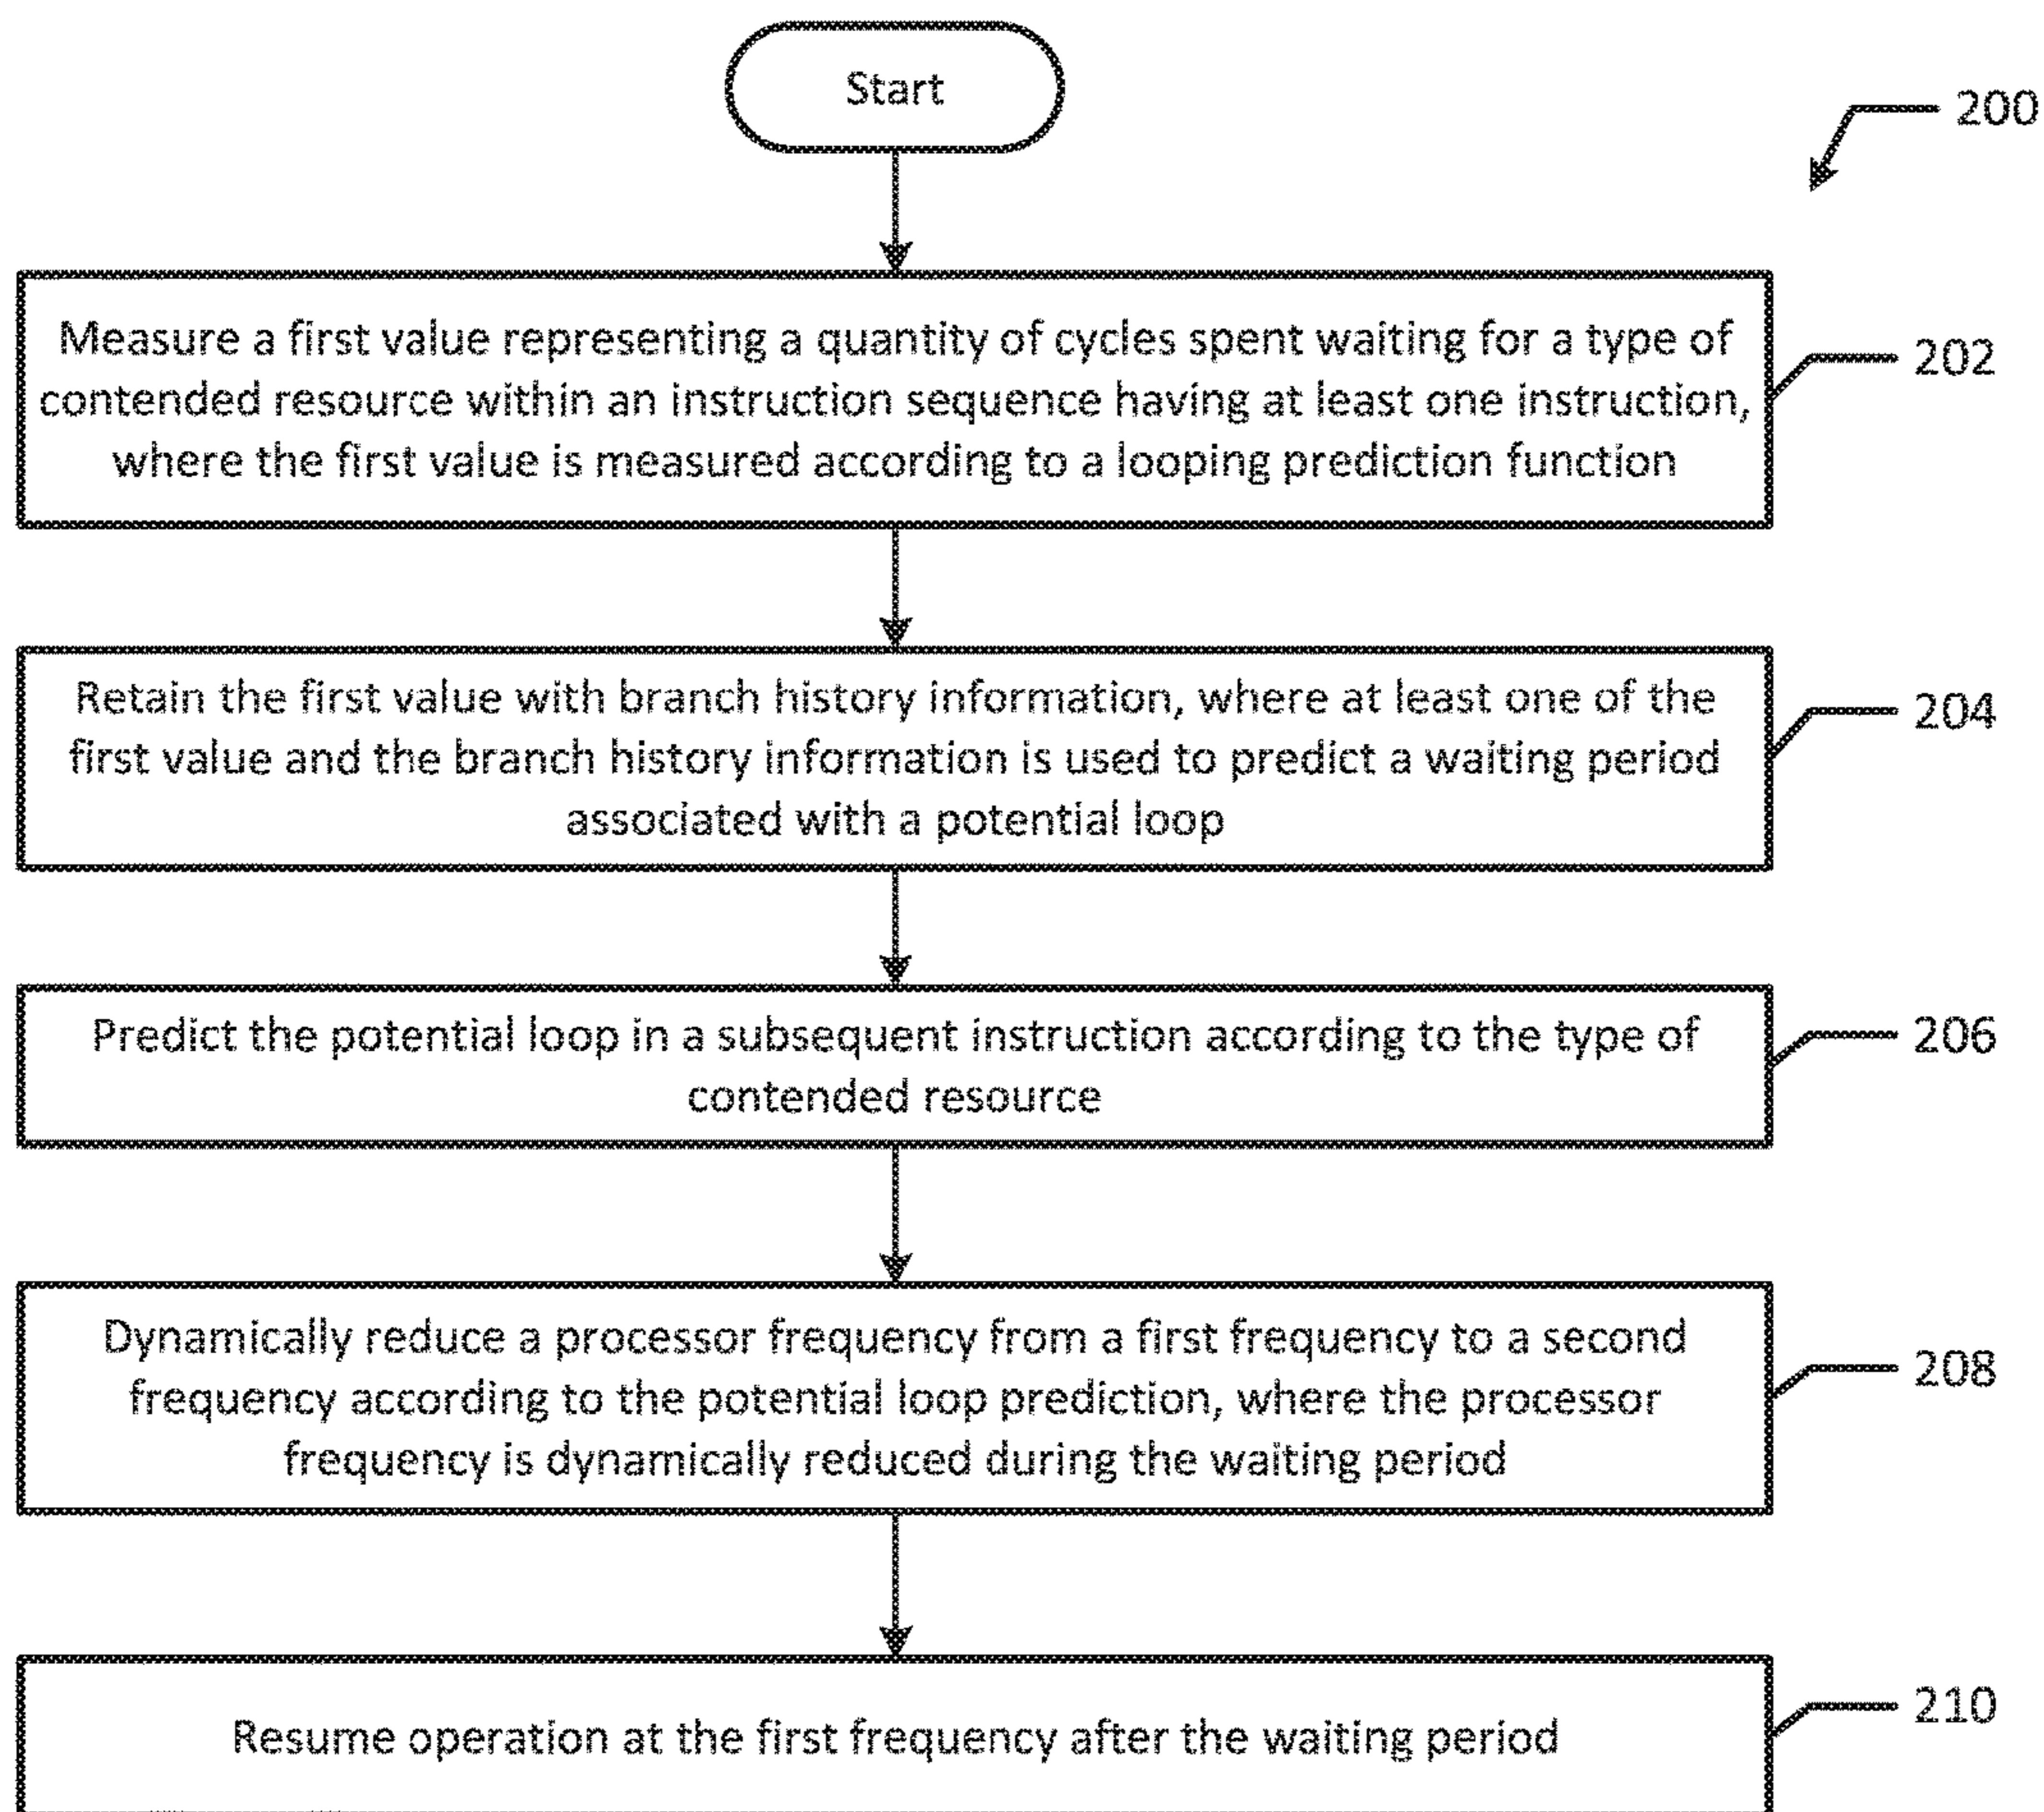 Start
200
Measure a first value representing a quantity of cycles spent waiting for a type of
contended resource within an instruction sequence having at least one instruction,
where the first value is measured according to a looping prediction function
202
Retain the first value with branch history information, where at least one of the
first value and the branch history information is used to predict a waiting period
associated with a potential loop
204
Predict the potential loop in a subsequent instruction according to the type of
contended resource
206
Dynamically reduce a processor frequency from a first frequency to a second
frequency according to the potential loop prediction, where the processor
frequency is dynamically reduced during the waiting period
208
Resume operation at the first frequency after the waiting period
210